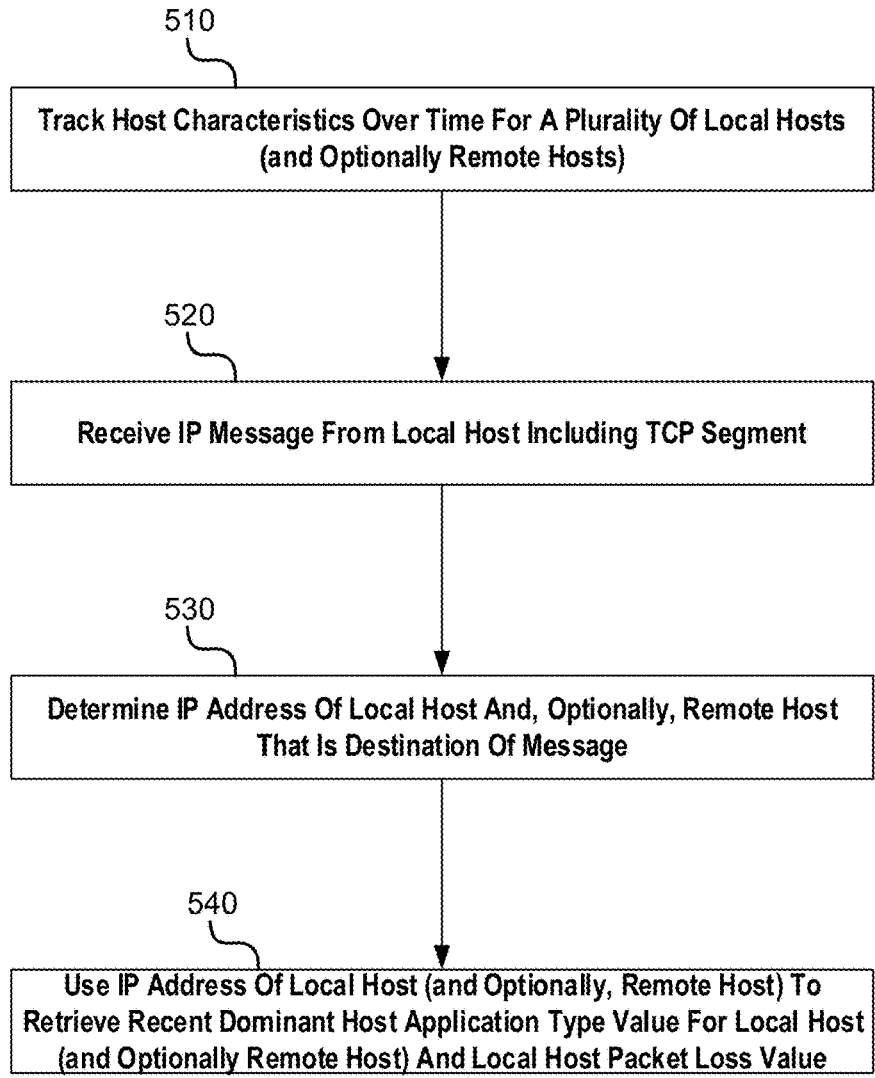 510
Track Host Characteristics Over Time For A Plurality Of Local Hosts
(and Optionally Remote Hosts)
520
Receive IP Message From Local Host Including TCP Segment
530
Determine IP Address Of Local Host And, Optionally, Remote Host
That Is Destination Of Message
540
Use IP Address Of Local Host (and Optionally, Remote Host) To
Retrieve Recent Dominant Host Application Type Value For Local Host
(and Optionally Remote Host) And Local Host Packet Loss Value